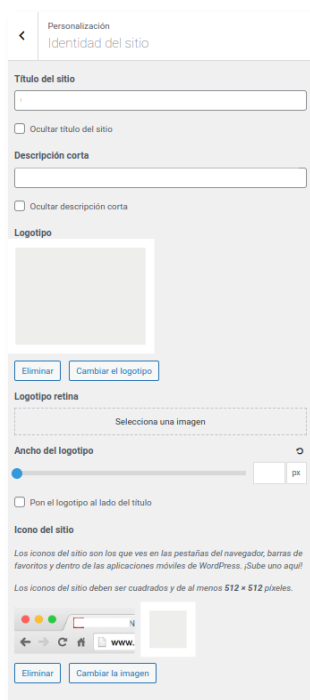 Personalización
Identidad del sitio
Título del sitio
Ocultar título del sitio
Descripción corta
Ocultar descripción corta
Logotipo
Eliminar
Cambiar el logotipo
Logotipo retina
Selecciona una imagen
Ancho del logotipo
px
Pon el logotipo al lado del título
Icono del sitio
Los iconos del sitio son los que ves en las pestañas del navegador, barras de
favoritos y dentro de las aplicaciones móviles de WordPress. ¡Sube uno aquí!
Los iconos del sitio deben ser cuadrados y de al menos 512 × 512 píxeles.
N
www.
Eliminar
Cambiar la imagen